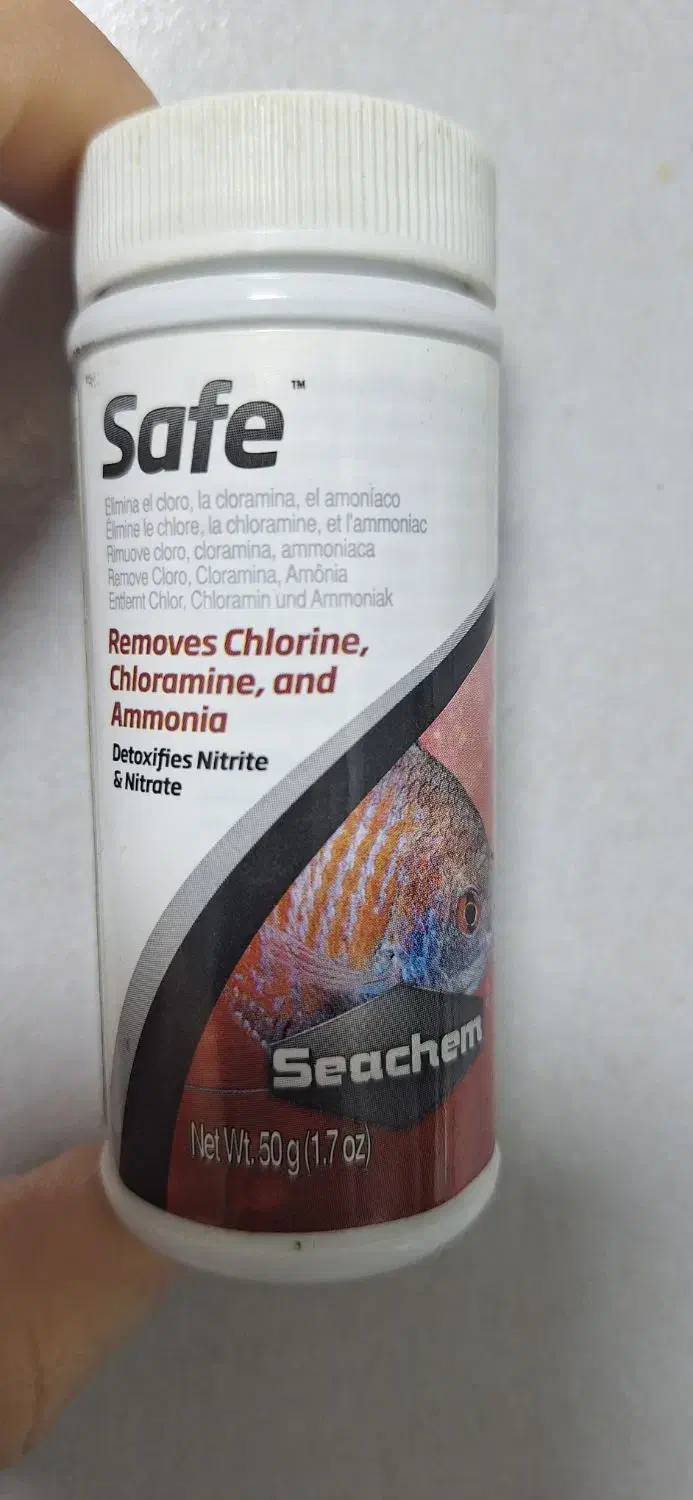 Safe™
Elimina el cloro, la cloramina, el amoníaco
Élimine le chlore, la chloramine, et l'ammoniac
Rimuove cloro, cloramina, ammoniaca
Remove Cloro, Cloramina, Amônia
Entfernt Chlor, Chloramin und Ammoniak
Removes Chlorine,
Chloramine, and
Ammonia
Detoxifies Nitrite
& Nitrate
Seachem
Net Wt. 50 g (1.7 oz)